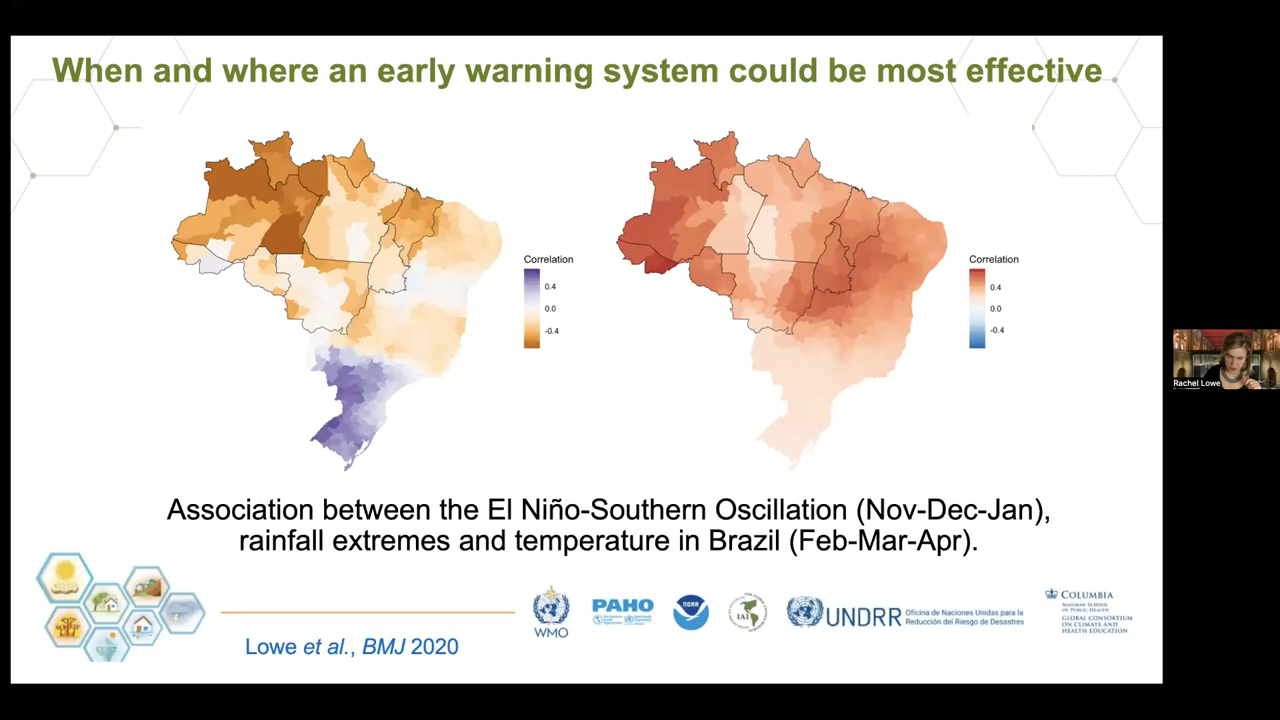 When and where an early warning system could be most effective
Correlation
0.4
0.0
-0.4
Correlation
0.4
0.0
-0.4
Rachel Lowe
Association between the El Niño-Southern Oscillation (Nov-Dec-Jan),
rainfall extremes and temperature in Brazil (Feb-Mar-Apr).
Lowe et al., BMJ 2020
WMO
PAHO
NOAA
IAI
UNDRR
Oficina de Naciones Unidas para la
Reducción del Riesgo de Desastres
COLUMBIA
MAILMAN SCHOOL
OF PUBLIC HEALTH
GLOBAL CONSORTIUM
ON CLIMATE AND
HEALTH EDUCATION